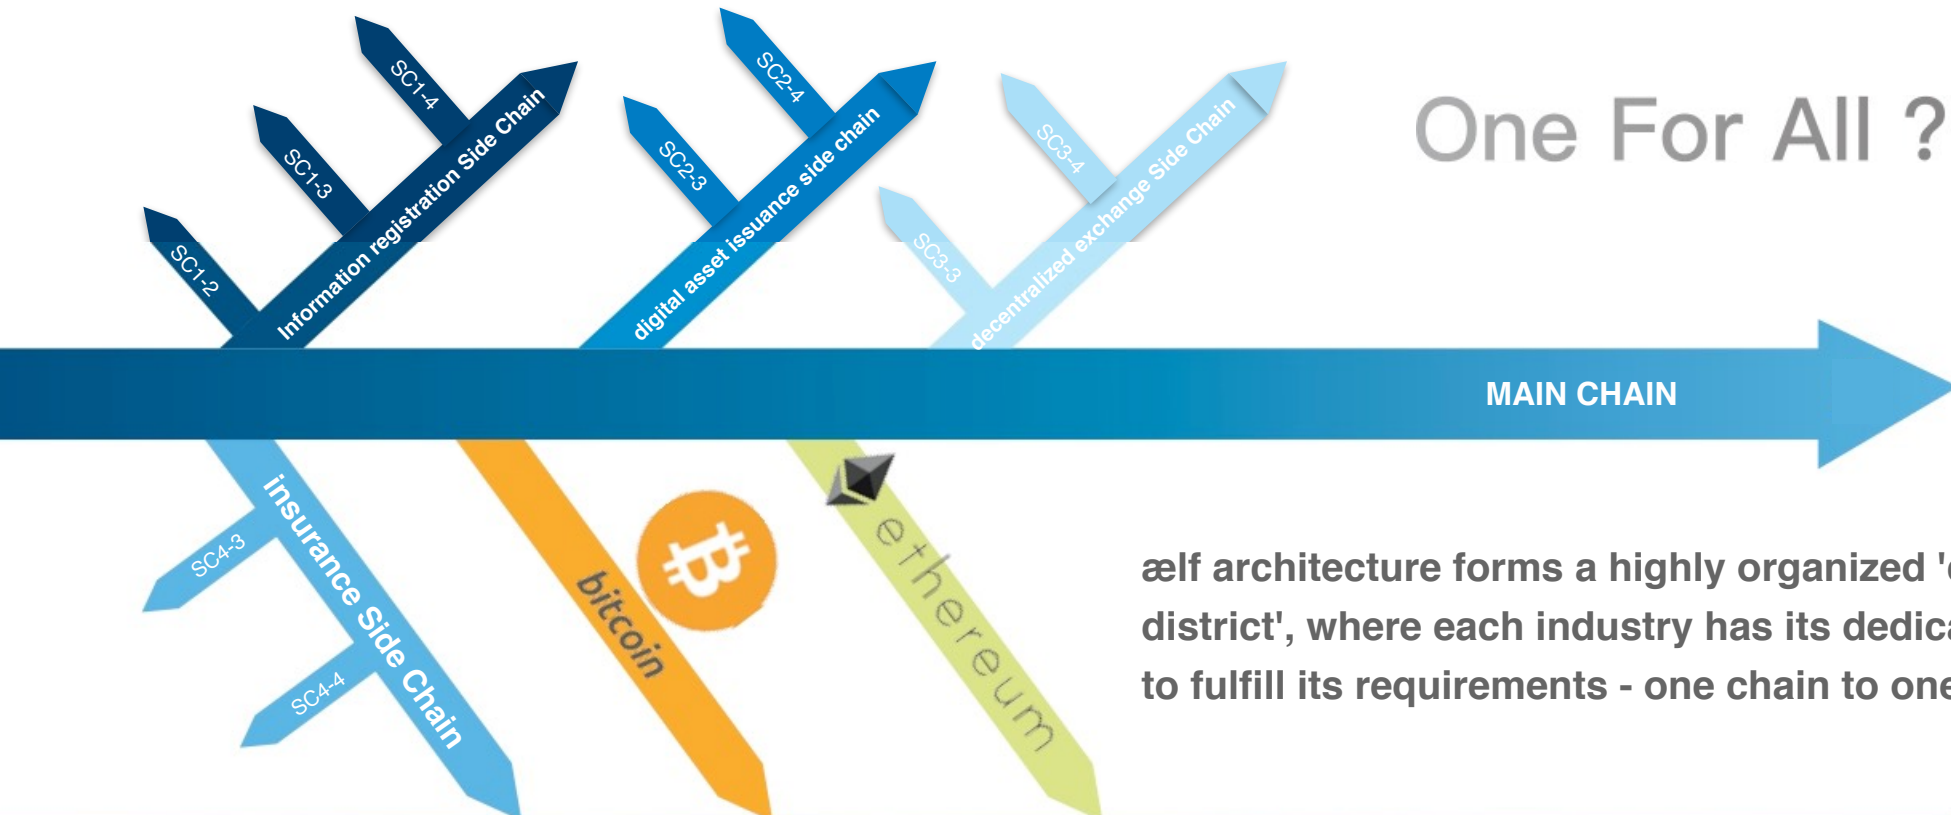 One For All ?
SC1-4
SC2-4
SC1-3
SC2-3
SC3-4
SC1-2
SC3-3
Information registration Side Chain
digital asset issuance side chain
decentralized exchange Side Chain
MAIN CHAIN
insurance Side Chain
SC4-3
SC4-4
bitcoin
ethereum
ælf architecture forms a highly organized '
district', where each industry has its
to fulfill its requirements - one chain to one